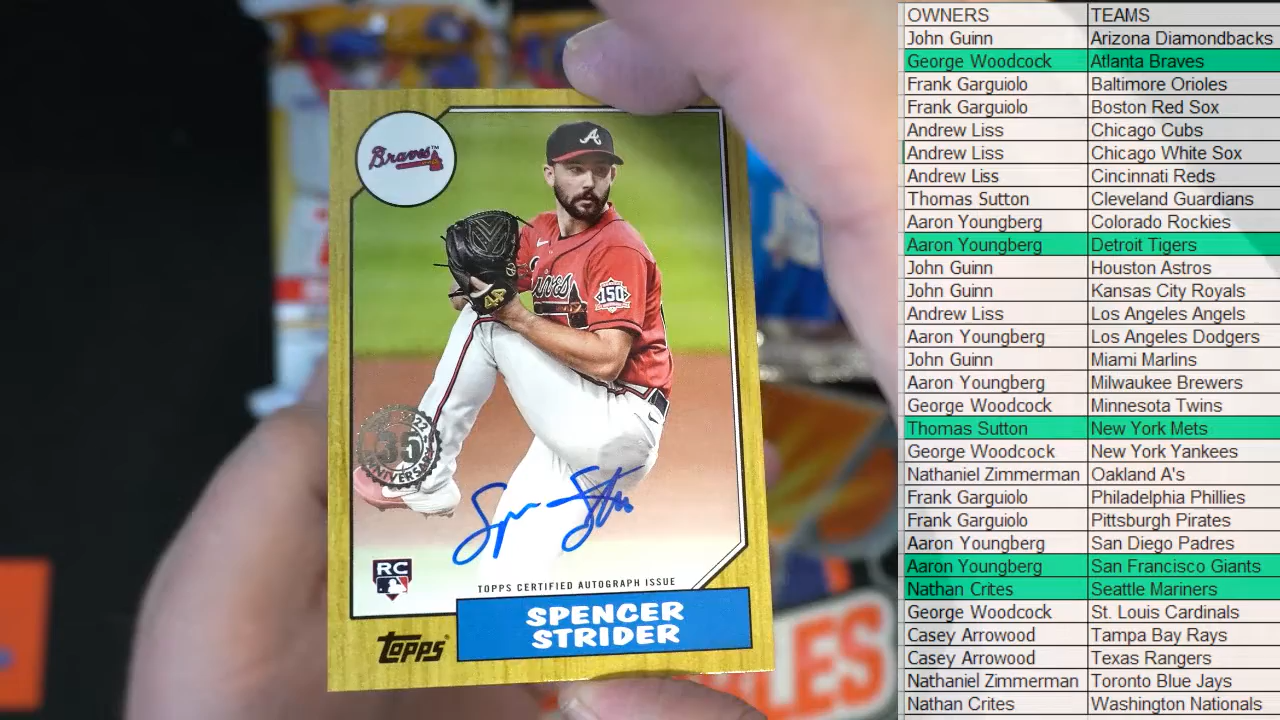 Braves™
A
Braves
150
44
2022
35
ANNIVERSARY
RC
TOPPS CERTIFIED AUTOGRAPH ISSUE
SPENCER
STRIDER
Topps
LES
OWNERS TEAMS
John Guinn Arizona Diamondbacks
George Woodcock Atlanta Braves
Frank Garguiolo Baltimore Orioles
Frank Garguiolo Boston Red Sox
Andrew Liss Chicago Cubs
Andrew Liss Chicago White Sox
Andrew Liss Cincinnati Reds
Thomas Sutton Cleveland Guardians
Aaron Youngberg Colorado Rockies
Aaron Youngberg Detroit Tigers
John Guinn Houston Astros
John Guinn Kansas City Royals
Andrew Liss Los Angeles Angels
Aaron Youngberg Los Angeles Dodgers
John Guinn Miami Marlins
Aaron Youngberg Milwaukee Brewers
George Woodcock Minnesota Twins
Thomas Sutton New York Mets
George Woodcock New York Yankees
Nathaniel Zimmerman Oakland A's
Frank Garguiolo Philadelphia Phillies
Frank Garguiolo Pittsburgh Pirates
Aaron Youngberg San Diego Padres
Aaron Youngberg San Francisco Giants
Nathan Crites Seattle Mariners
George Woodcock St. Louis Cardinals
Casey Arrowood Tampa Bay Rays
Casey Arrowood Texas Rangers
Nathaniel Zimmerman Toronto Blue Jays
Nathan Crites Washington Nationals